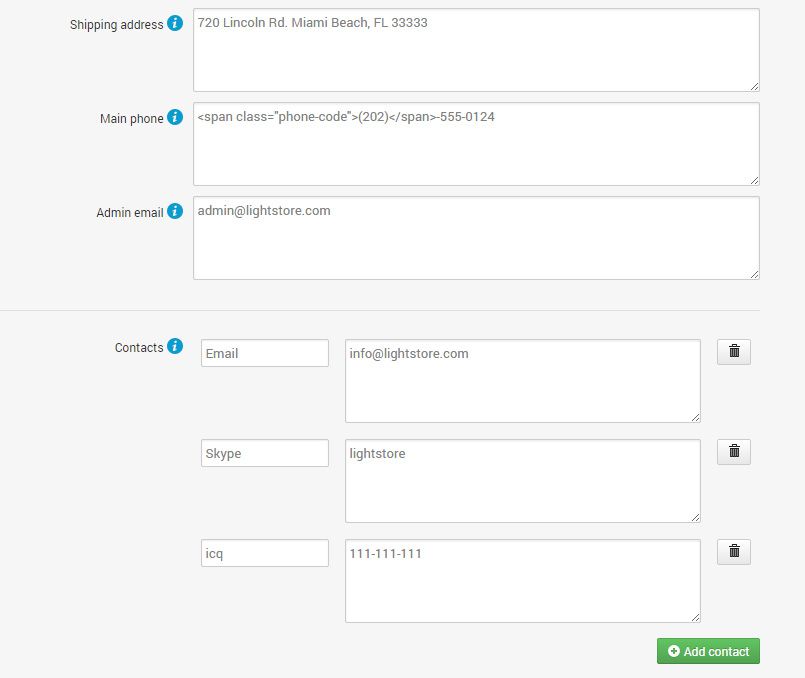 Shipping address
720 Lincoln Rd. Miami Beach, FL 33333
Main phone
<span class="phone-code">(202)</span>-555-0124
Admin email
admin@lightstore.com
Contacts
Email
info@lightstore.com
Skype
lightstore
icq
111-111-111
Add contact